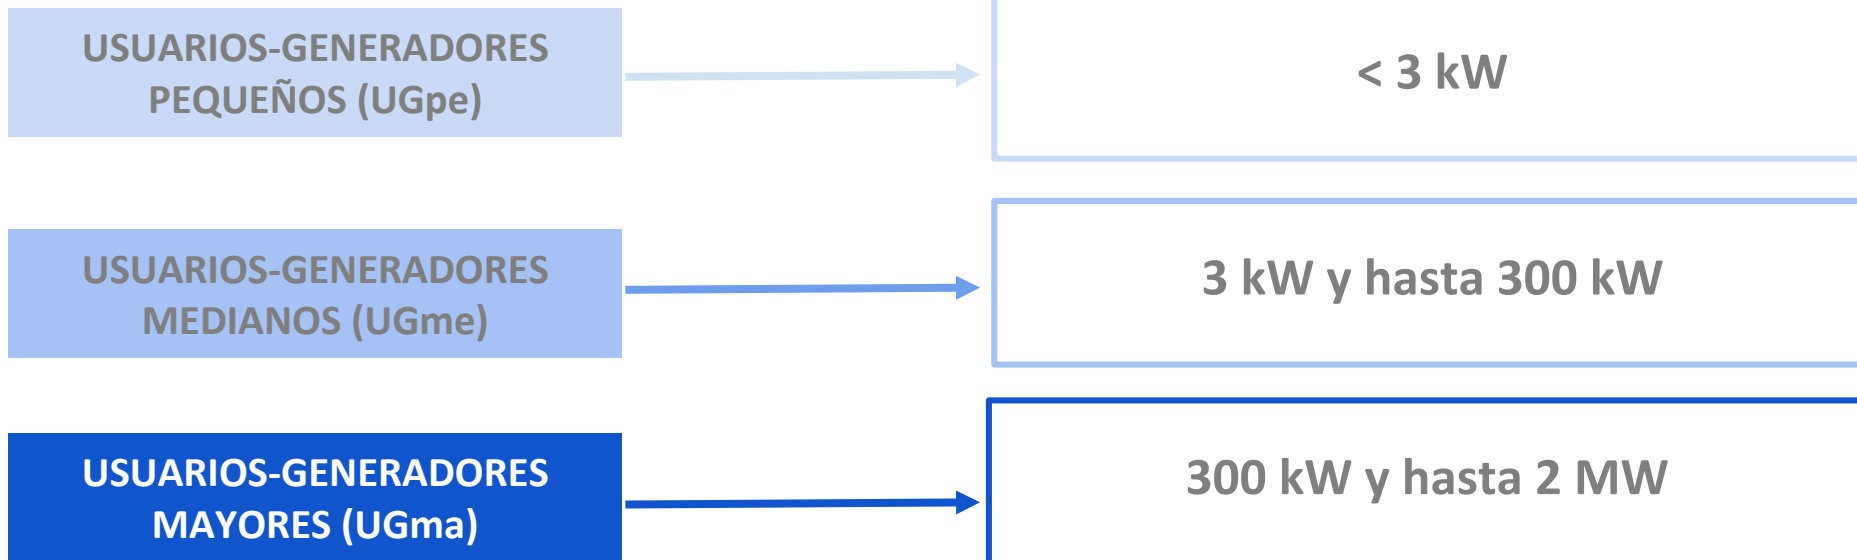 USUARIOS-GENERADORES
PEQUEÑOS (UGpe)
< 3 kW
USUARIOS-GENERADORES
MEDIANOS (UGme)
3 kW y hasta 300 kW
USUARIOS-GENERADORES
MAYORES (UGma)
300 kW y hasta 2 MW